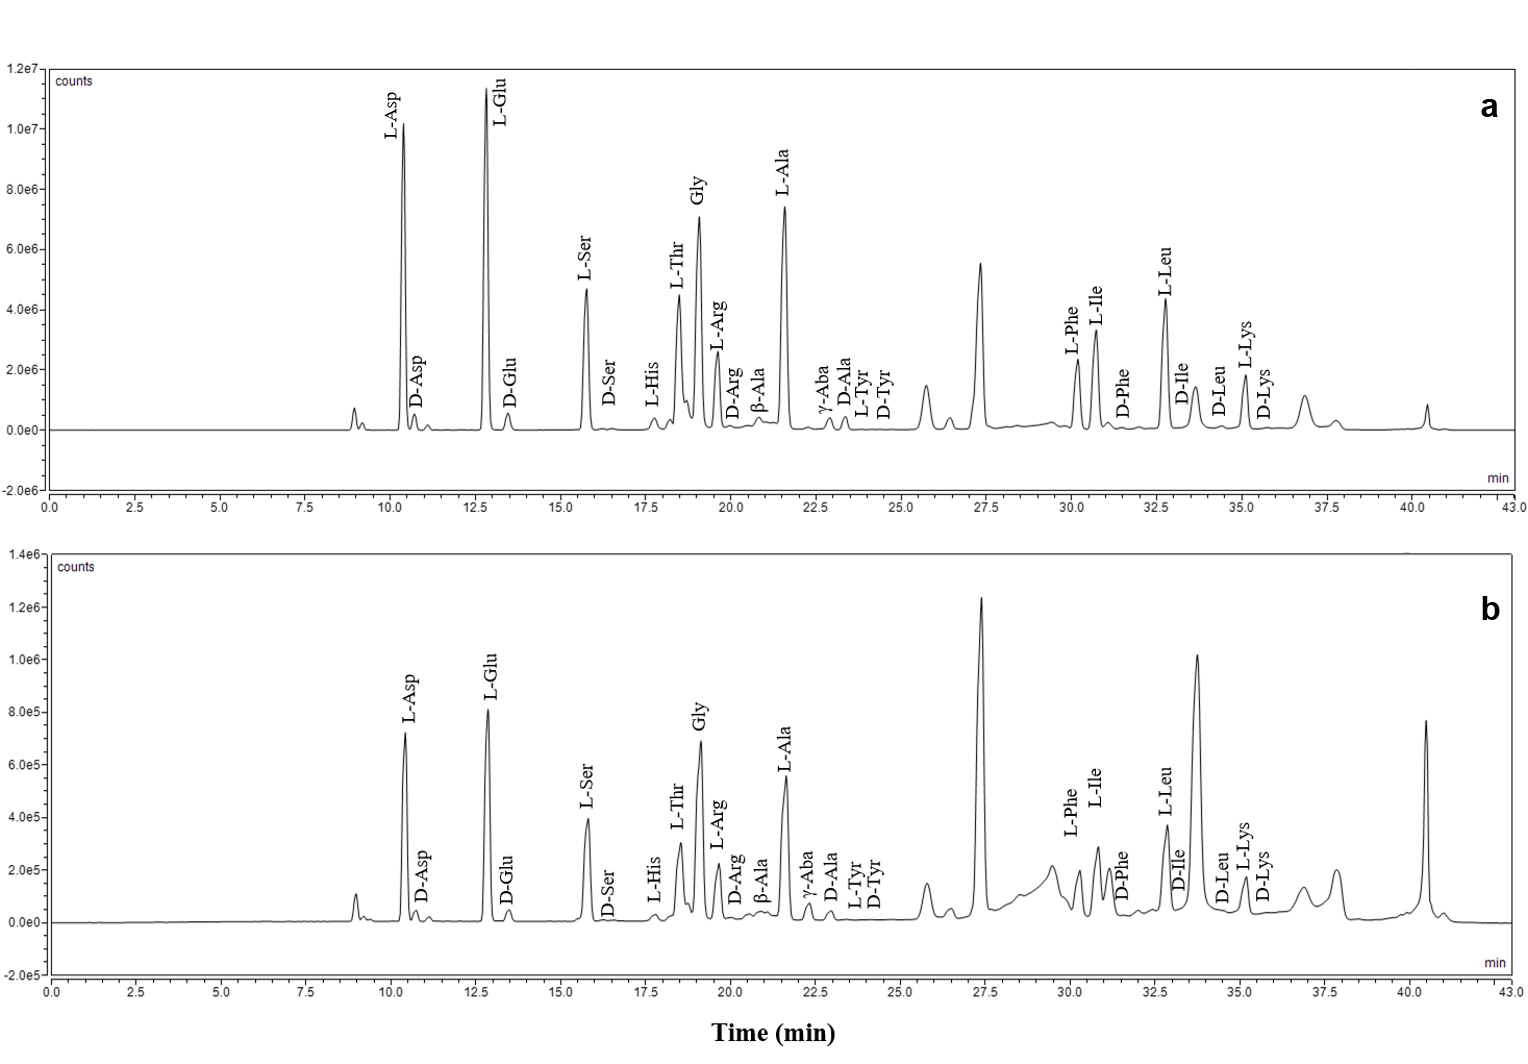 1.2e7
counts
a
1.0e7
8.0e6
6.0e6
4.0e6
2.0e6
0.0e0
-2.0e6
L-Asp
D-Asp
L-Glu
D-Glu
L-Ser
D-Ser
L-His
L-Thr
Gly
L-Arg
D-Arg
β-Ala
L-Ala
γ-Aba
D-Ala
L-Tyr
D-Tyr
L-Phe
L-Ile
D-Phe
L-Leu
D-Ile
D-Leu
L-Lys
D-Lys
min
0.0 2.5 5.0 7.5 10.0 12.5 15.0 17.5 20.0 22.5 25.0 27.5 30.0 32.5 35.0 37.5 40.0 43.0
1.4e6
counts
b
1.2e6
1.0e6
8.0e5
6.0e5
4.0e5
2.0e5
0.0e0
-2.0e5
L-Asp
D-Asp
L-Glu
D-Glu
L-Ser
D-Ser
L-His
L-Thr
Gly
L-Arg
D-Arg
β-Ala
L-Ala
γ-Aba
D-Ala
L-Tyr
D-Tyr
L-Phe
L-Ile
D-Phe
L-Leu
D-Ile
D-Leu
L-Lys
D-Lys
min
0.0 2.5 5.0 7.5 10.0 12.5 15.0 17.5 20.0 22.5 25.0 27.5 30.0 32.5 35.0 37.5 40.0 43.0
Time (min)